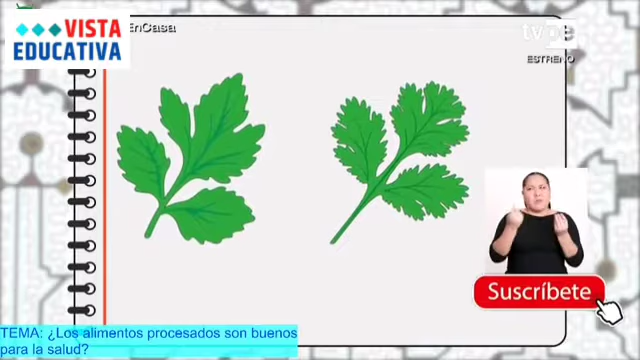 VISTA
EDUCATIVA
EnCasa
tvpe
ESTRENO
Suscríbete
TEMA: ¿Los alimentos procesados son buenos
para la salud?